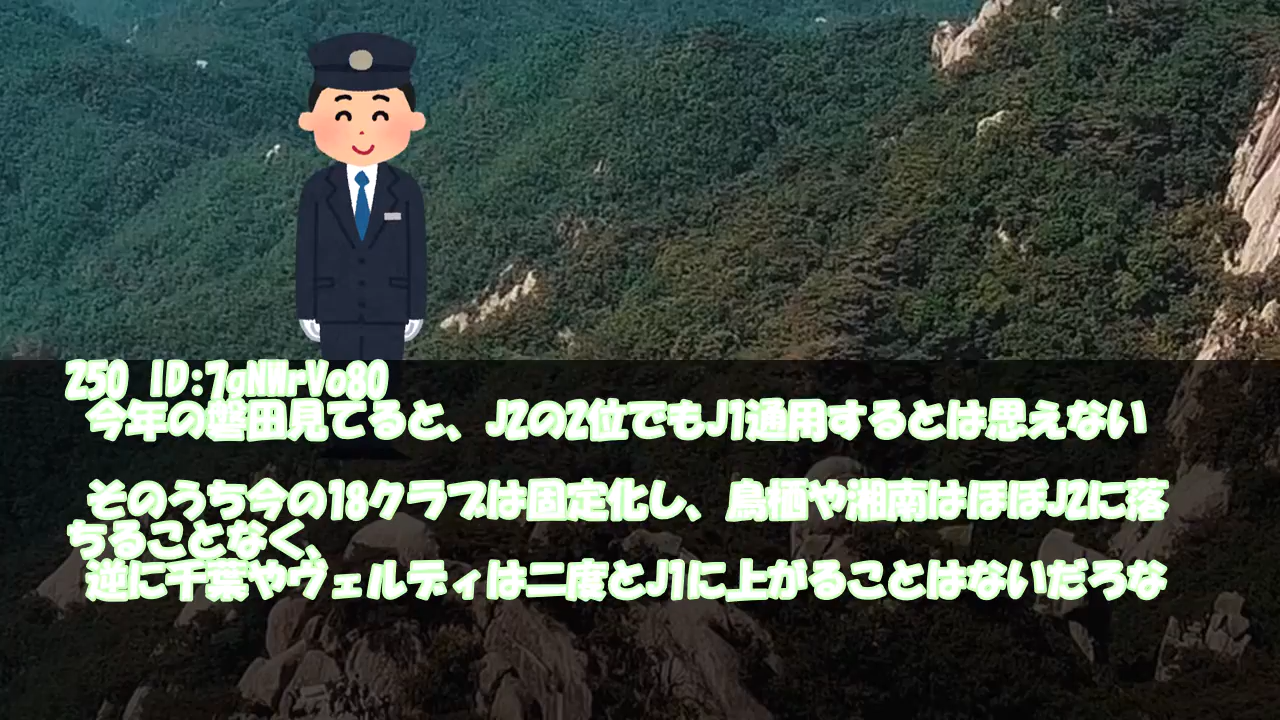 250 ID:7gNWrVo80
今年の磐田見てると、J2の2位でもJ1通用するとは思えない
そのうち今の18クラブは固定化し、鳥栖や湘南はほぼJ2に落
ちることなく、
逆に千葉やヴェルディは二度とJ1に上がることはないだろな